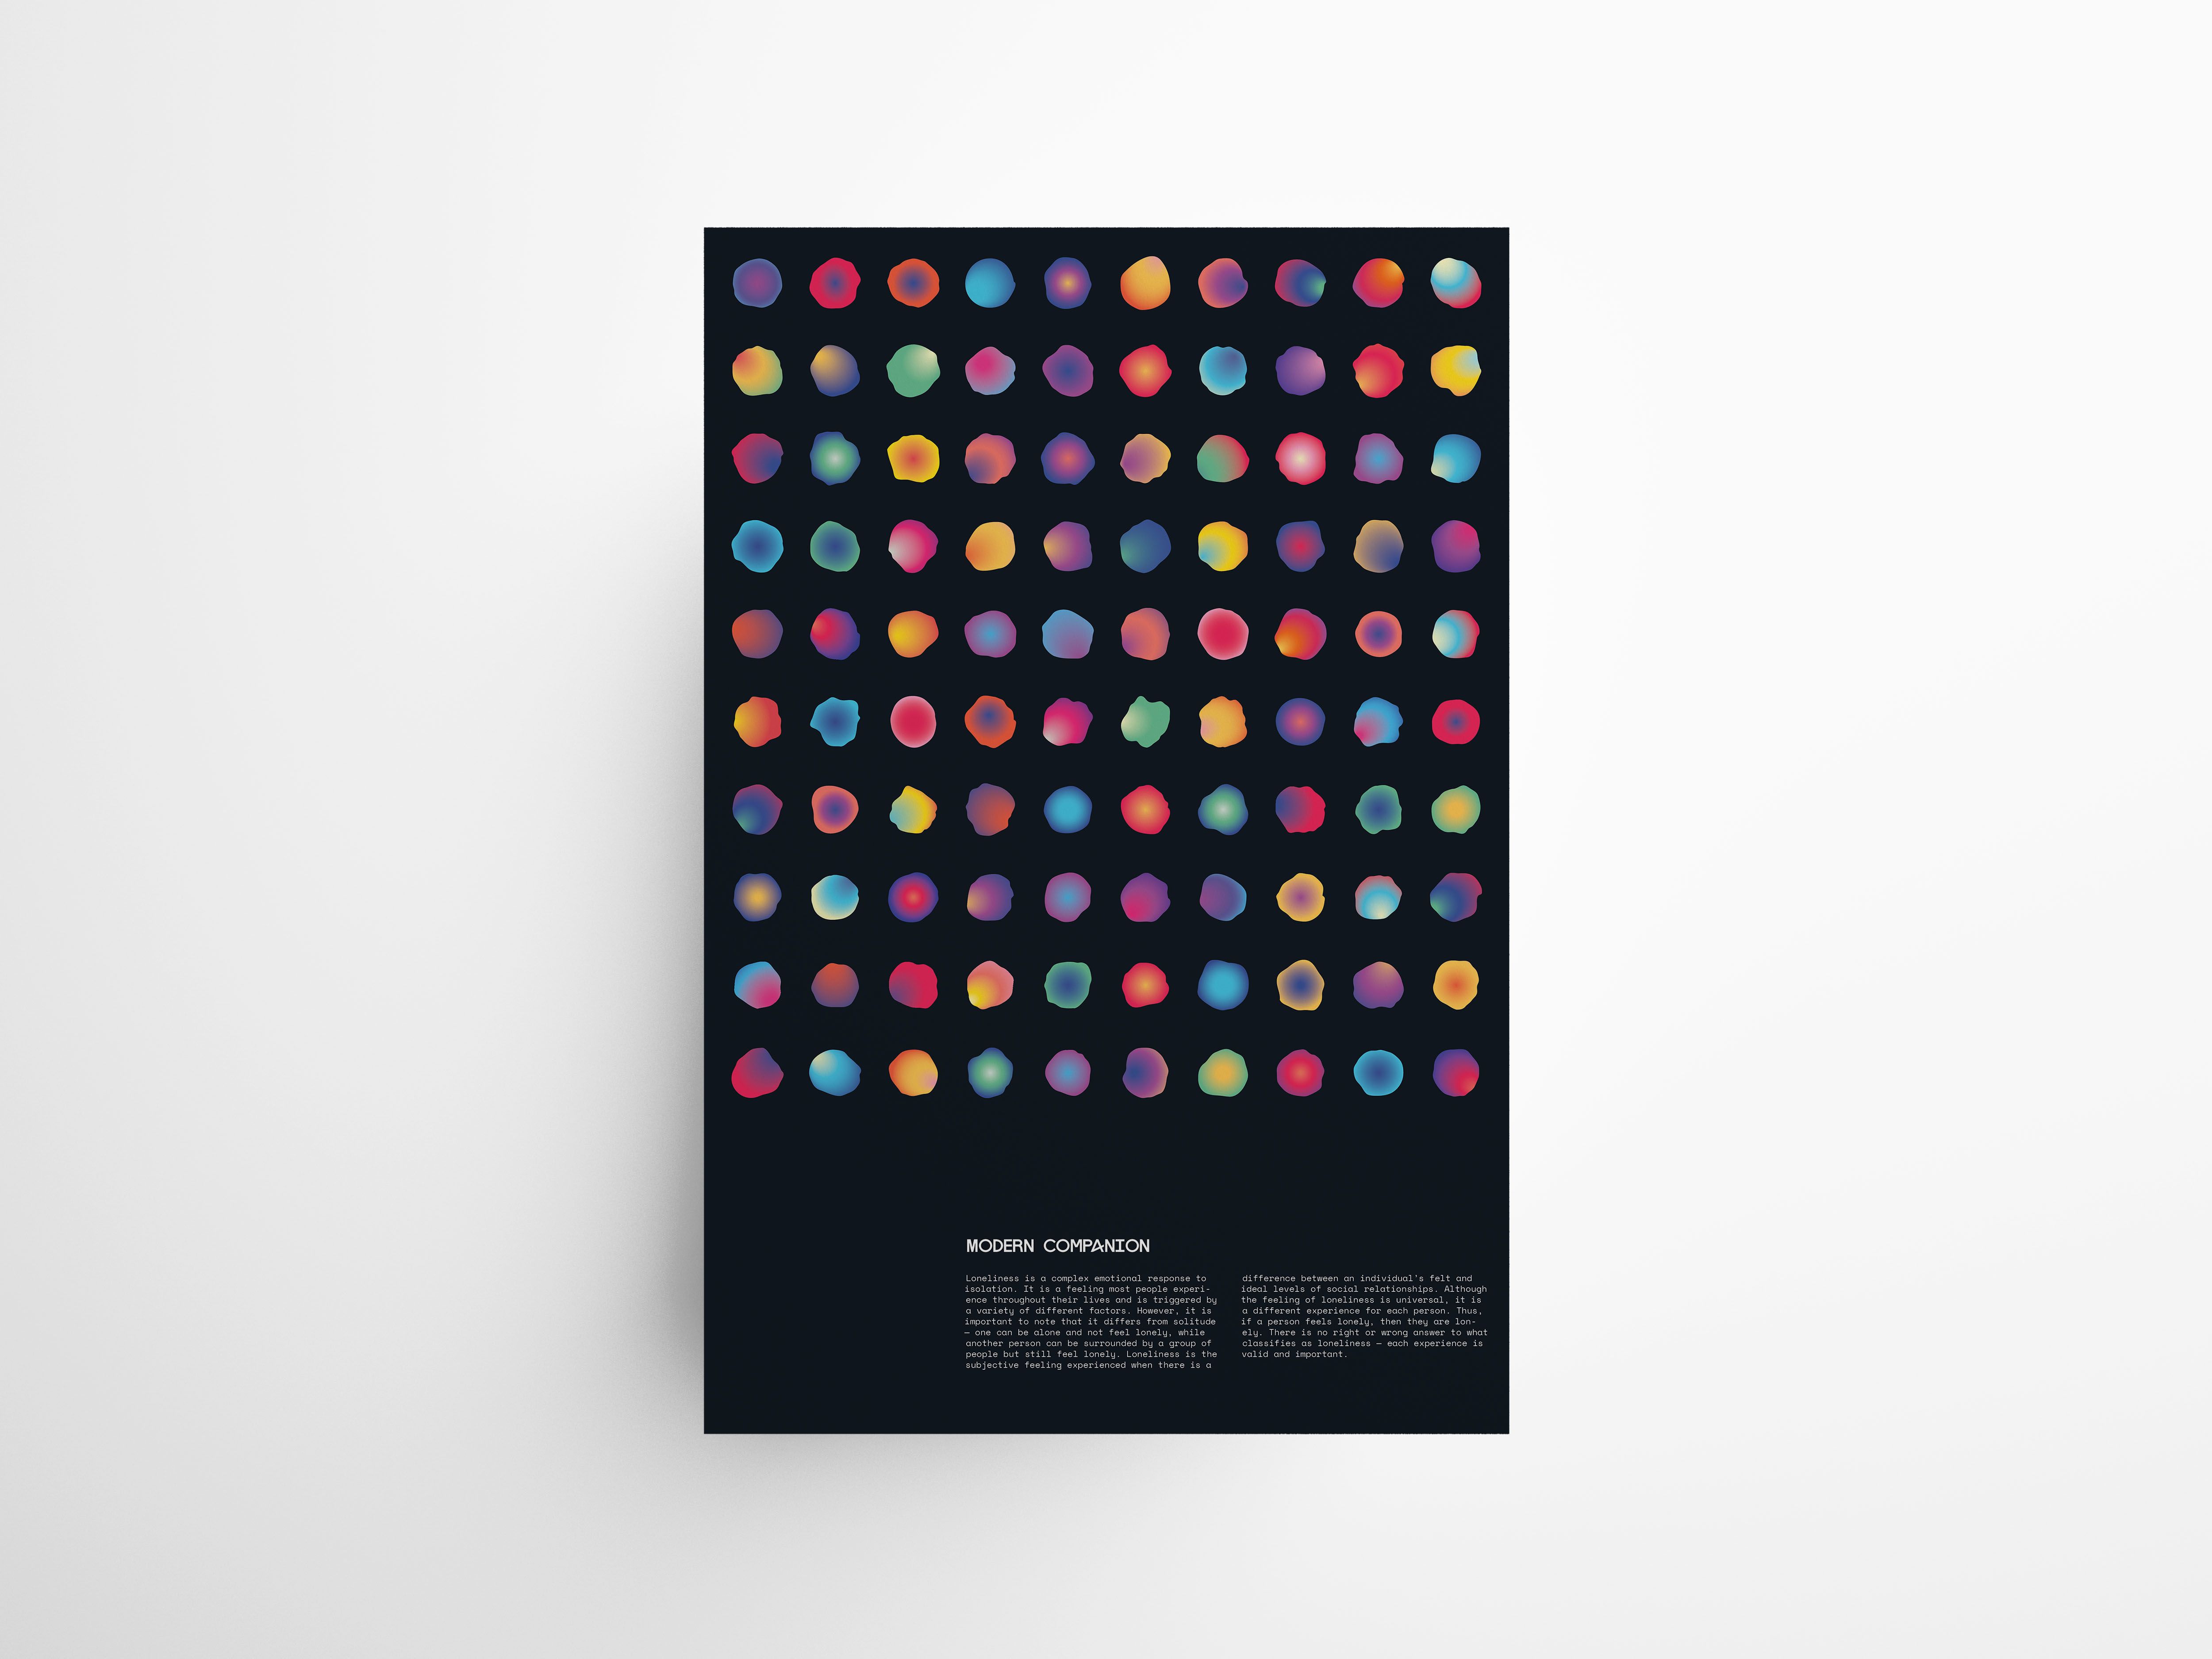 MODERN COMPANION
Loneliness is a complex emotional response to
isolation. It is a feeling most people experi-
ence throughout their lives and is triggered by
a variety of different factors. However, it is
important to note that it differs from solitude
— one can be alone and not feel lonely, while
another person can be surrounded by a group of
people but still feel lonely. Loneliness is the
subjective feeling experienced when there is a
difference between an individual's felt and
ideal levels of social relationships. Although
the feeling of loneliness is universal, it is
a different experience for each person. Thus,
if a person feels lonely, then they are lon-
ely. There is no right or wrong answer to what
classifies as loneliness — each experience is
valid and important.